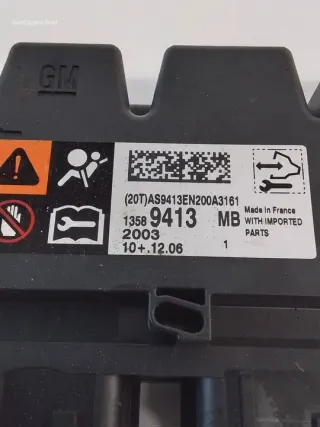 GM
(20T)AS9413EN200A3161
1358 9413 MB
2003
10+.12.06 1
Made in France
WITH IMPORTED
PARTS